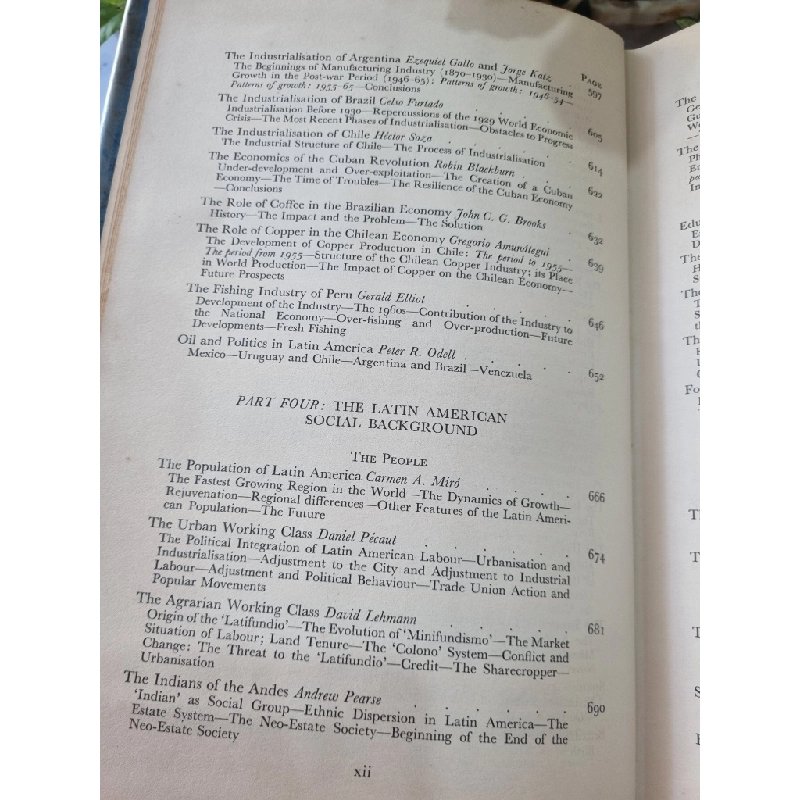 PAGE
The Industrialisation of Argentina Ezequiel Gallo and Jorge Katz 597
The Beginnings of Manufacturing Industry (1870-1930)—Manufacturing
Growth in the Post-war Period (1946-65): Patterns of growth: 1946-54—
Patterns of growth: 1955-65—Conclusions
The Industrialisation of Brazil Celso Furtado . . . . 605
Industrialisation Before 1930—Repercussions of the 1929 World Economic
Crisis—The Most Recent Phases of Industrialisation—Obstacles to Progress
The Industrialisation of Chile Héctor Soza . . . . 614
The Industrial Structure of Chile—The Process of Industrialisation
The Economics of the Cuban Revolution Robin Blackburn . . 622
Under-development and Over-exploitation—The Creation of a Cuban
Economy—The Time of Troubles—The Resilience of the Cuban Economy
—Conclusions
The Role of Coffee in the Brazilian Economy John C. G. Brooks . 632
History—The Impact and the Problem—The Solution
The Role of Copper in the Chilean Economy Gregorio Amunátegui . 639
The Development of Copper Production in Chile: The period to 1955—
The period from 1955—Structure of the Chilean Copper Industry; its Place
in World Production—The Impact of Copper on the Chilean Economy—
Future Prospects
The Fishing Industry of Peru Gerald Elliot . . . . 646
Development of the Industry—The 1960s—Contribution of the Industry to
the National Economy—Over-fishing and Over-production—Future
Developments—Fresh Fishing
Oil and Politics in Latin America Peter R. Odell . . . . 652
Mexico—Uruguay and Chile—Argentina and Brazil—Venezuela
PART FOUR: THE LATIN AMERICAN
SOCIAL BACKGROUND
THE PEOPLE
The Population of Latin America Carmen A. Miró . . . . 666
The Fastest Growing Region in the World—The Dynamics of Growth—
Rejuvenation—Regional differences—Other Features of the Latin Ameri-
can Population—The Future
The Urban Working Class Daniel Pécaut . . . . . . 674
The Political Integration of Latin American Labour—Urbanisation and
Industrialisation—Adjustment to the City and Adjustment to Industrial
Labour—Adjustment and Political Behaviour—Trade Union Action and
Popular Movements
The Agrarian Working Class David Lehmann . . . . . 681
Origin of the 'Latifundio'—The Evolution of 'Minifundismo'—The Market
Situation of Labour; Land Tenure—The 'Colono' System—Conflict and
Change: The Threat to the 'Latifundio'—Credit—The Sharecropper—
Urbanisation
The Indians of the Andes Andrew Pearse . . . . . . 690
'Indian' as Social Group—Ethnic Dispersion in Latin America—The
Estate System—The Neo-Estate Society—Beginning of the End of the
Neo-Estate Society
xii